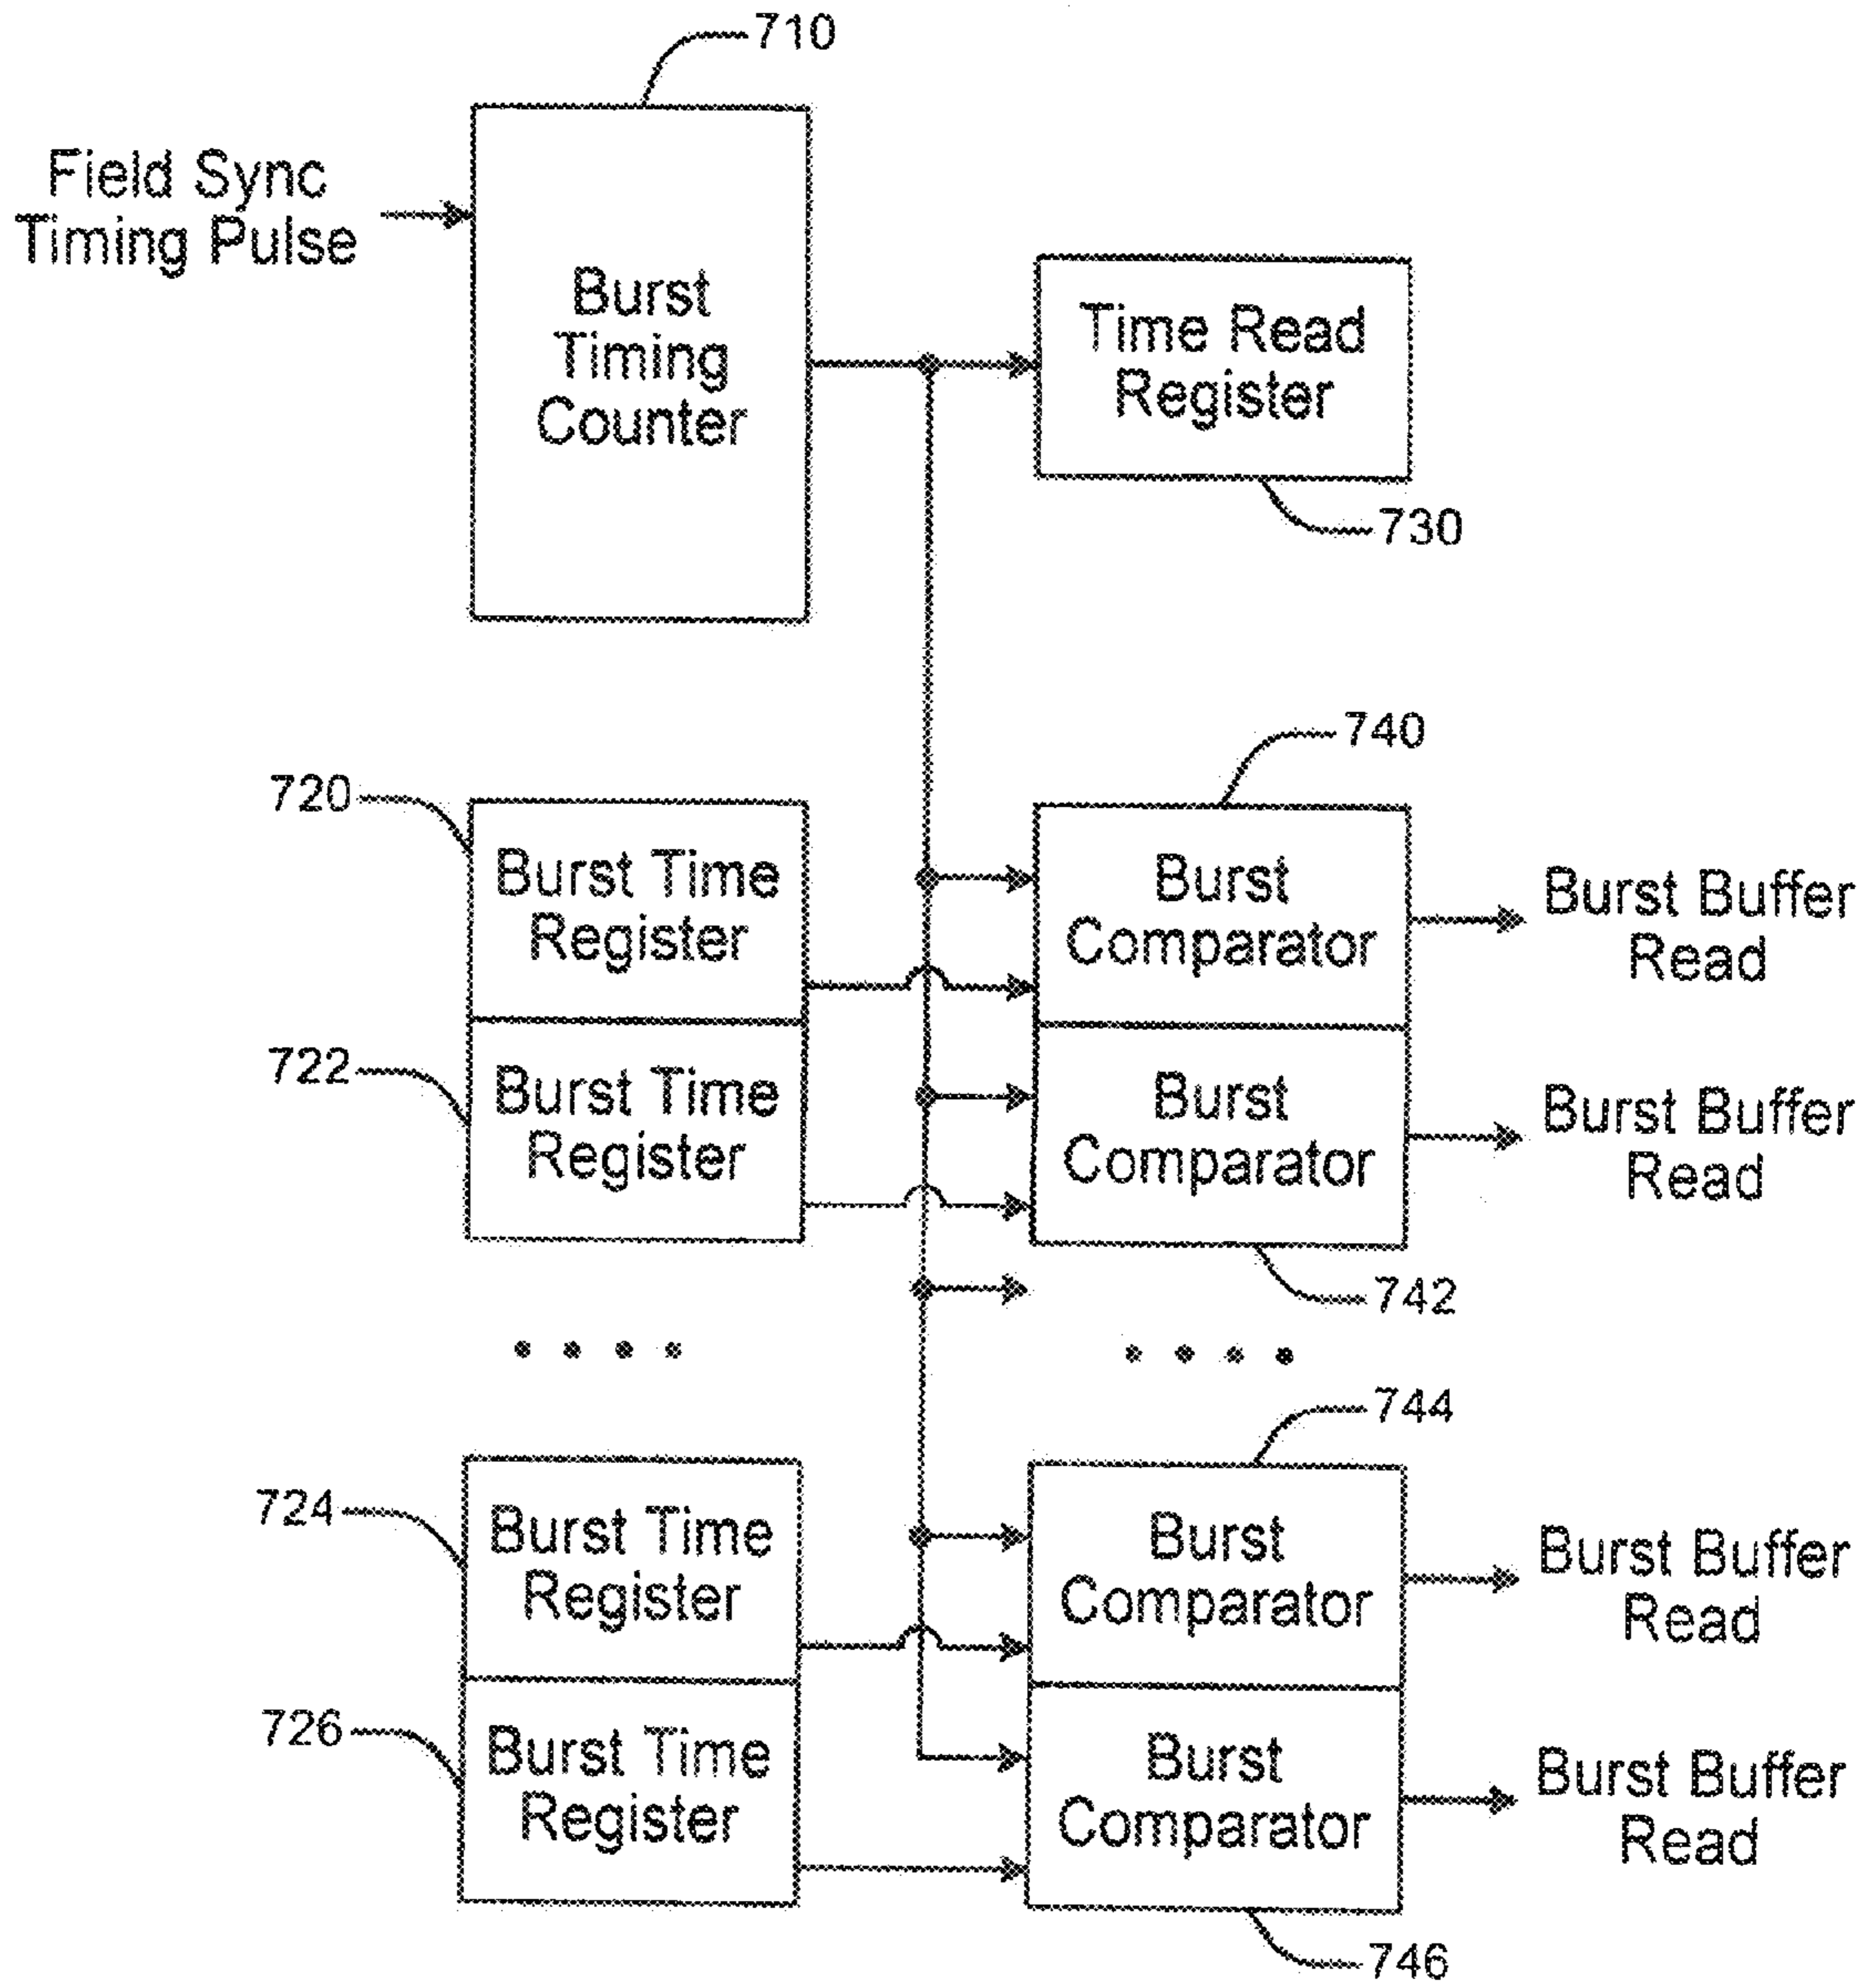 710
Field Sync
Timing Pulse
Burst
Timing
Counter
Time Read
Register
730
740
720
Burst Time
Register
Burst
Comparator
Burst Buffer
Read
722
Burst Time
Register
Burst
Comparator
Burst Buffer
Read
742
744
724
Burst Time
Register
Burst
Comparator
Burst Buffer
Read
726
Burst Time
Register
Burst
Comparator
Burst Buffer
Read
746